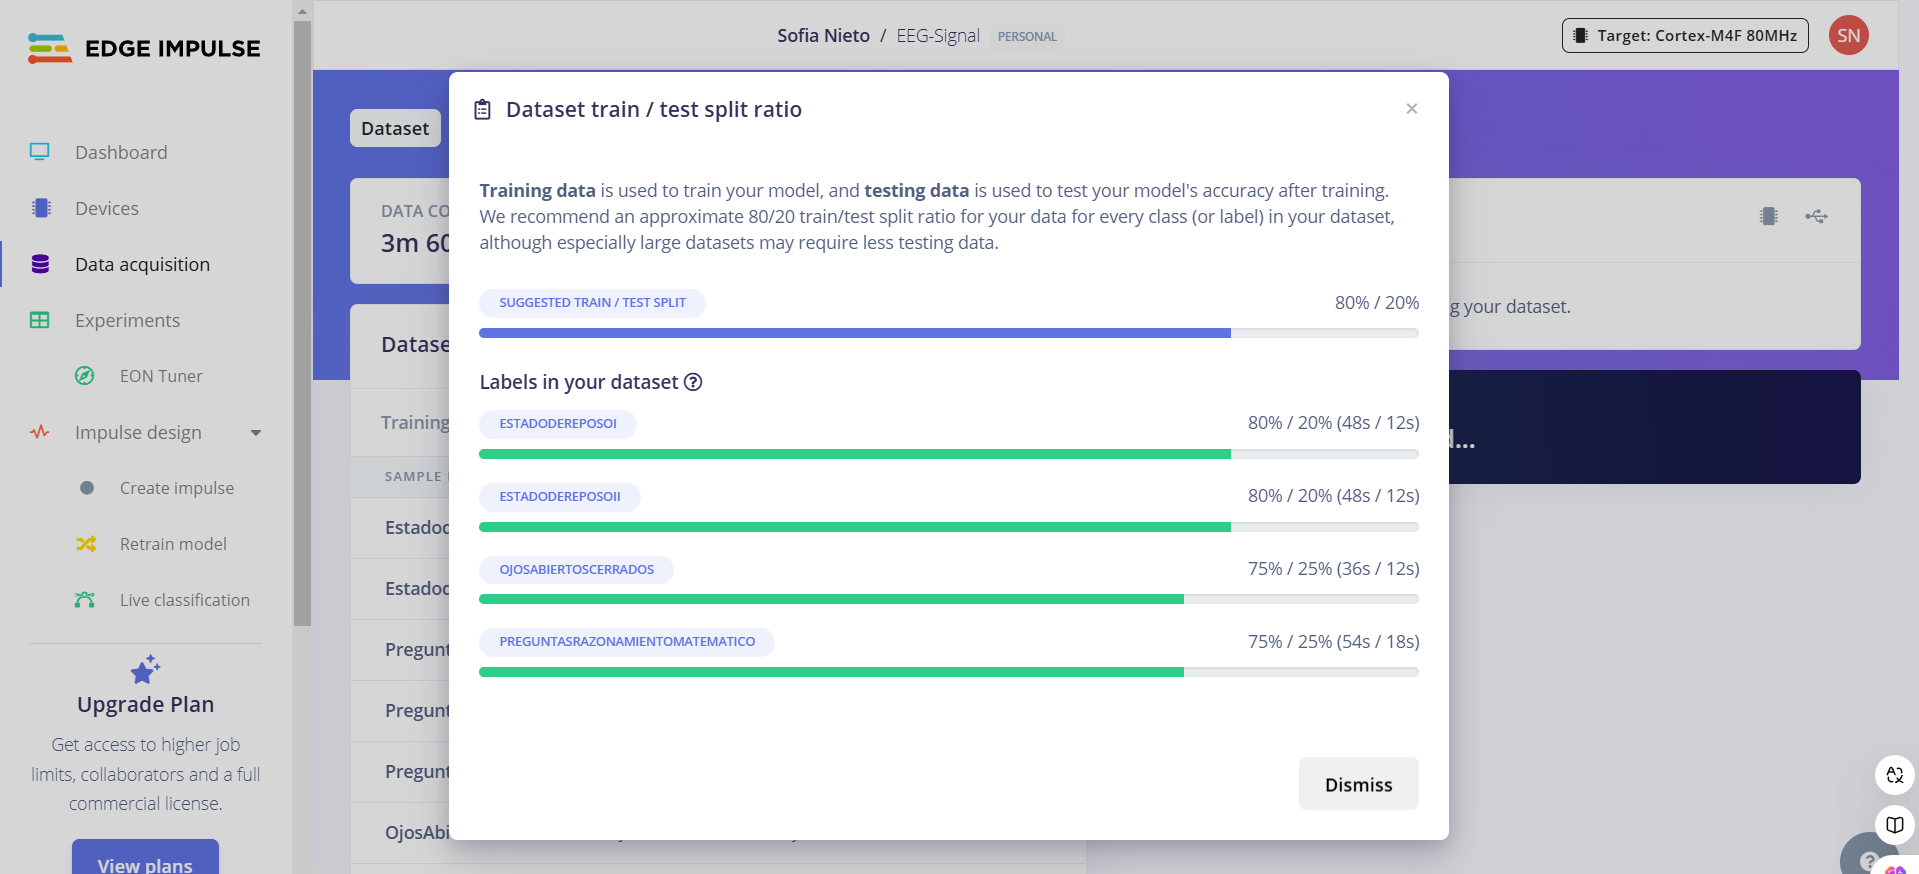 EDGE IMPULSE
Sofia Nieto / EEG-Signal PERSONAL
Target: Cortex-M4F 80MHz
SN
Dashboard
Devices
Data acquisition
Experiments
EON Tuner
Impulse design
Create impulse
Retrain model
Live classification
Upgrade Plan
Get access to higher job
limits, collaborators and a full
commercial license.
View plans
Dataset
DATA CO
3m 60
Datase
Training
SAMPLE
Estadoc
Estadoc
Pregunt
Pregunt
Pregunt
OjosAbi
Dataset train / test split ratio
×
Training data is used to train your model, and testing data is used to test your model's accuracy after training.
We recommend an approximate 80/20 train/test split ratio for your data for every class (or label) in your dataset,
although especially large datasets may require less testing data.
SUGGESTED TRAIN / TEST SPLIT 80% / 20%
Labels in your dataset ?
ESTADODEREPOSOI 80% / 20% (48s / 12s)
ESTADODEREPOSOII 80% / 20% (48s / 12s)
OJOSABIERTOSCERRADOS 75% / 25% (36s / 12s)
PREGUNTASRAZONAMIENTOMATEMATICO 75% / 25% (54s / 18s)
Dismiss
g your dataset.
d...